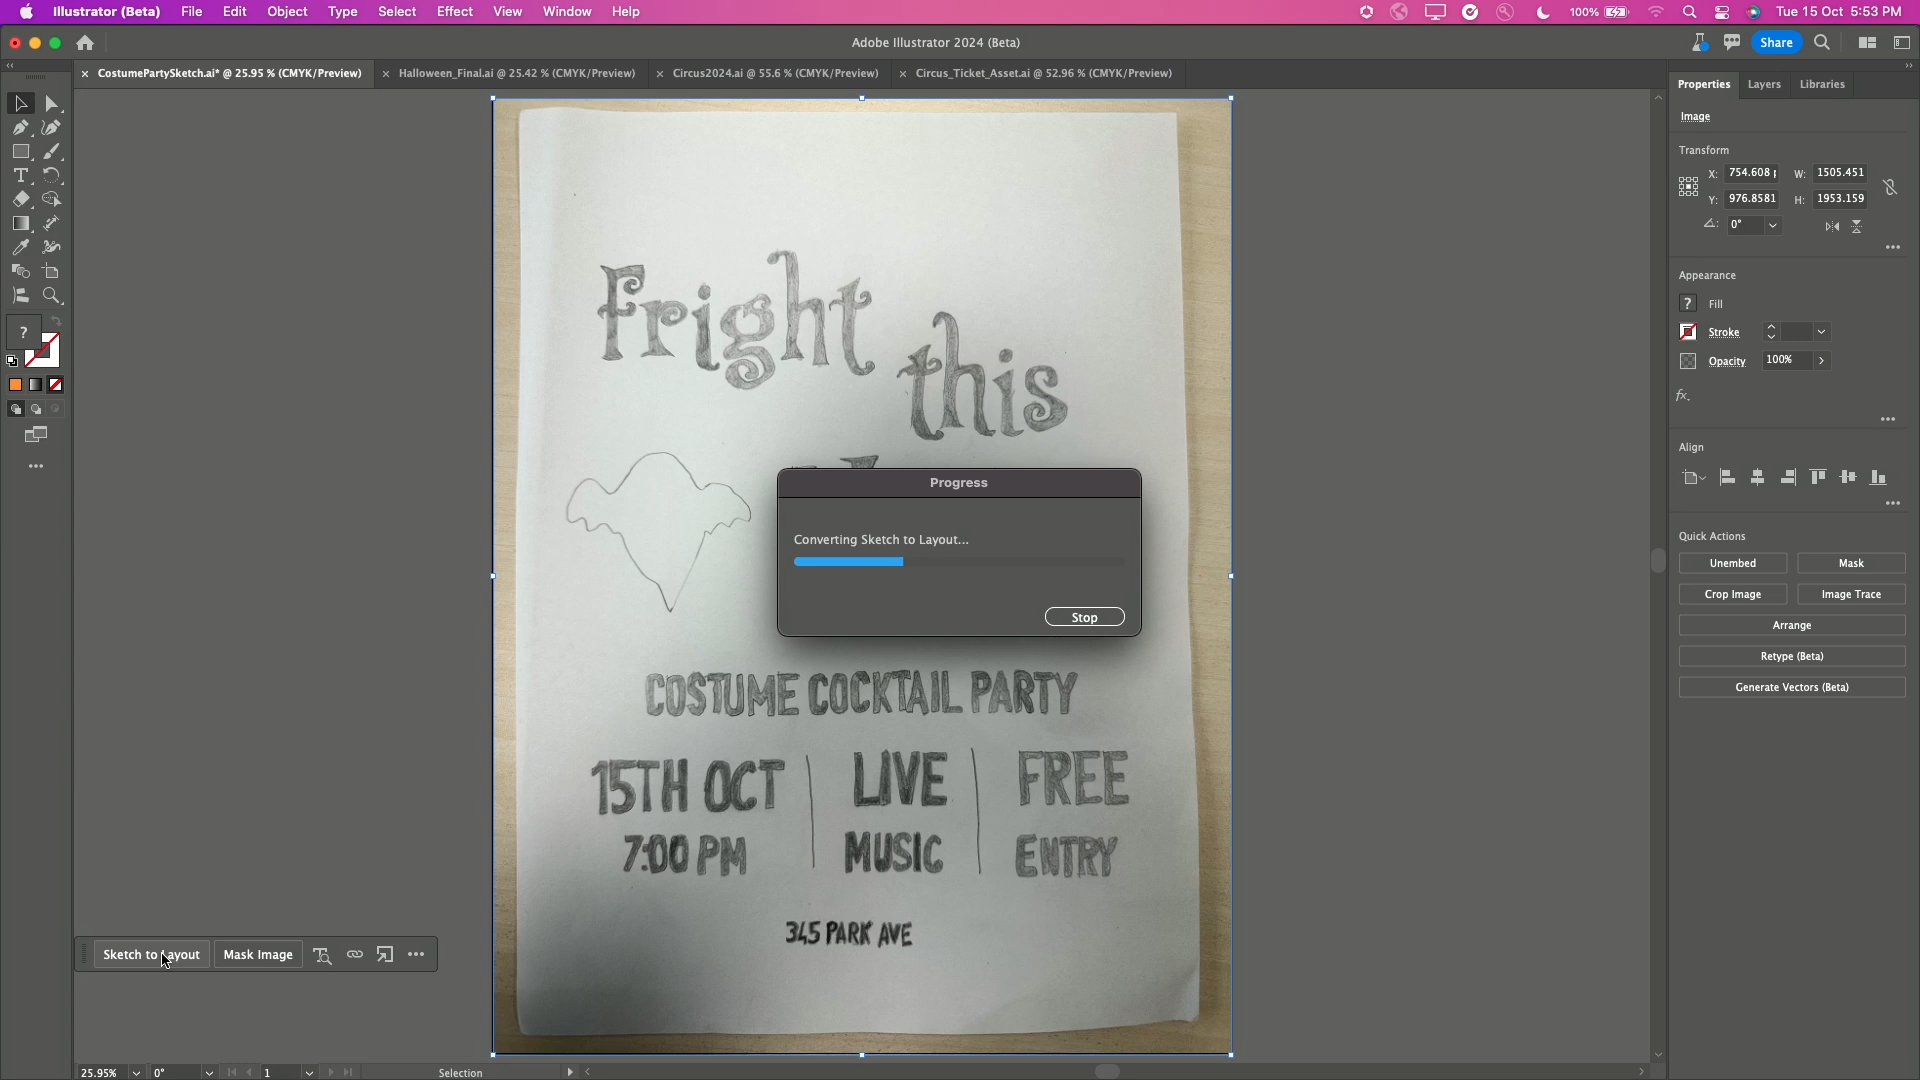 Illustrator (Beta) File Edit Object Type Select Effect View Window Help
100% Tue 15 Oct 5:53 PM
Adobe Illustrator 2024 (Beta)
Share
CostumePartySketch.ai* @ 25.95 % (CMYK/Preview)
Halloween_Final.ai @ 25.42 % (CMYK/Preview)
Circus2024.ai @ 55.6 % (CMYK/Preview)
Circus_Ticket_Asset.ai @ 52.96 % (CMYK/Preview)
Properties Layers Libraries
Image
Transform
X: 754.608 W: 1505.451
Y: 976.8581 H: 1953.159
0°
Appearance
? Fill
Stroke
Opacity 100%
fx.
Align
Quick Actions
Unembed Mask
Crop Image Image Trace
Arrange
Retype (Beta)
Generate Vectors (Beta)
?
Fright
this
Progress
Converting Sketch to Layout...
Stop
COSTUME COCKTAIL PARTY
15TH OCT LIVE FREE
7:00 PM MUSIC ENTRY
345 PARK AVE
Sketch to Layout Mask Image
25.95% 0° 1 Selection